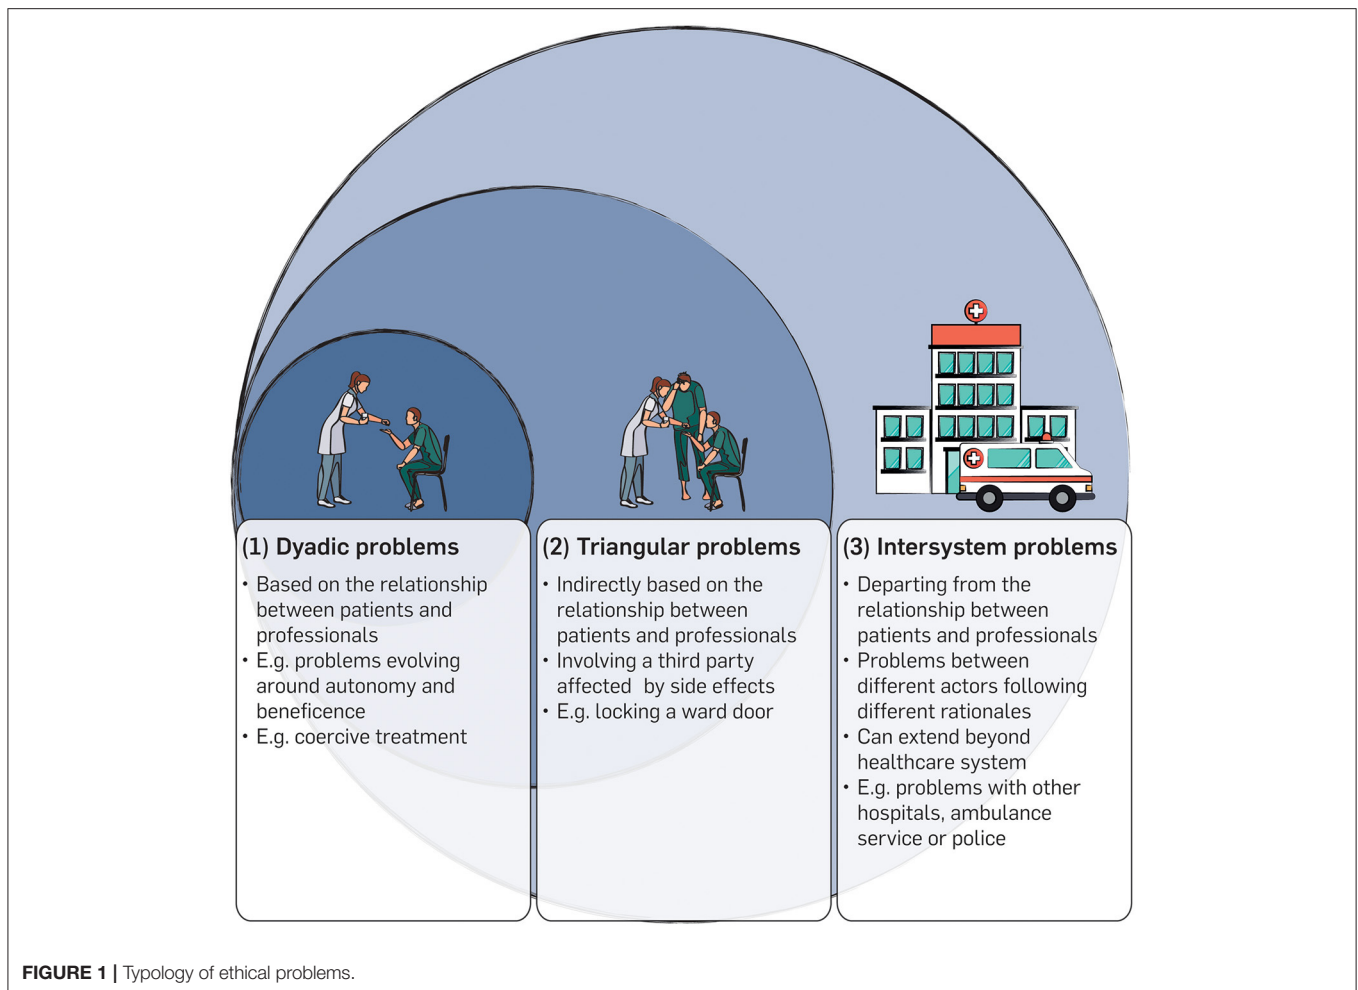 (1) Dyadic problems
• Based on the relationship
between patients and
professionals
• E.g. problems evolving
around autonomy and
beneficence
• E.g. coercive treatment
(2) Triangular problems
• Indirectly based on the
relationship between
patients and professionals
• Involving a third party
affected by side effects
• E.g. locking a ward door
(3) Intersystem problems
• Departing from the
relationship between
patients and professionals
• Problems between
different actors following
different rationales
• Can extend beyond
healthcare system
• E.g. problems with other
hospitals, ambulance
service or police
FIGURE 1 | Typology of ethical problems.